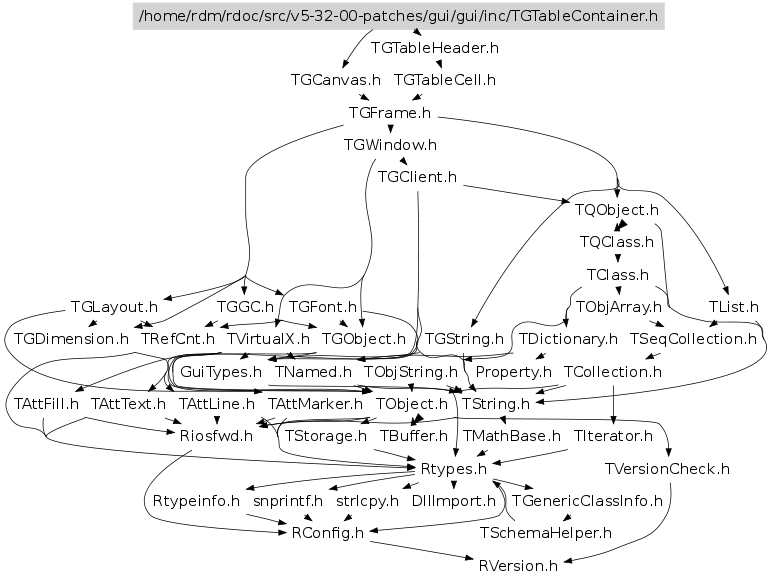 /home/rdm/rdoc/src/v5-32-00-patches/gui/gui/inc/TGTableContainer.h
TGTableHeader.h
TGCanvas.h TGTableCell.h
TGFrame.h
TGWindow.h
TGClient.h
TQObject.h
TQClass.h
TClass.h
TGLayout.h TGGC.h TGFont.h TObjArray.h TList.h
TGDimension.h TRefCnt.h TVirtualX.h TGObject.h TGString.h TDictionary.h TSeqCollection.h
GuiTypes.h TNamed.h TObjString.h Property.h TCollection.h
TAttFill.h TAttText.h TAttLine.h TAttMarker.h TObject.h TString.h
Riosfwd.h TStorage.h TBuffer.h TMathBase.h TIterator.h
Rtypes.h TVersionCheck.h
Rtypeinfo.h snprintf.h strlcpy.h DllImport.h TGenericClassInfo.h
RConfig.h TSchemaHelper.h
RVersion.h